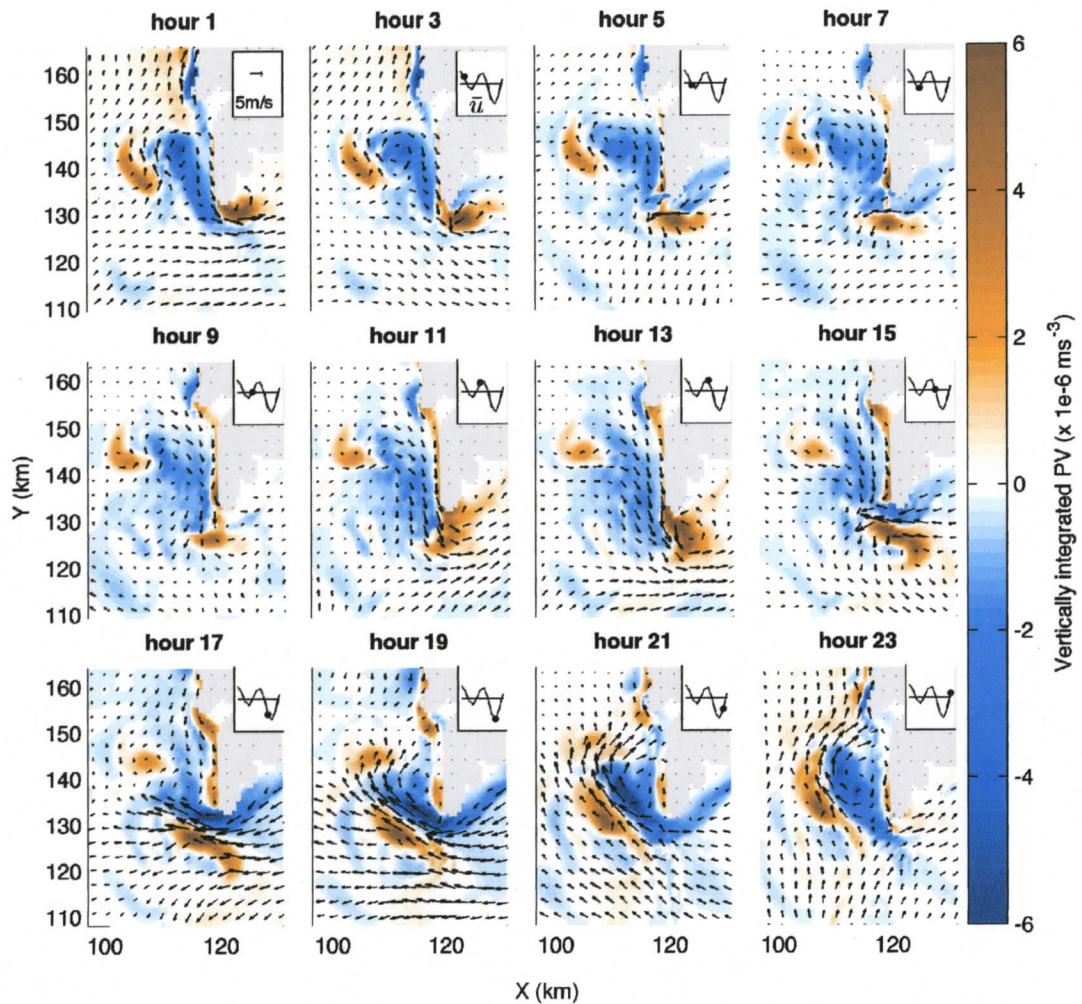 hour 1
hour 3
hour 5
hour 7
160
150
140
130
120
110
5m/s
ū
hour 9
hour 11
hour 13
hour 15
160
150
140
130
120
110
hour 17
hour 19
hour 21
hour 23
160
150
140
130
120
110
100 120
100 120
100 120
100 120
Y (km)
X (km)
6
4
2
0
-2
-4
-6
Vertically integrated PV (x 1e-6 ms⁻³)